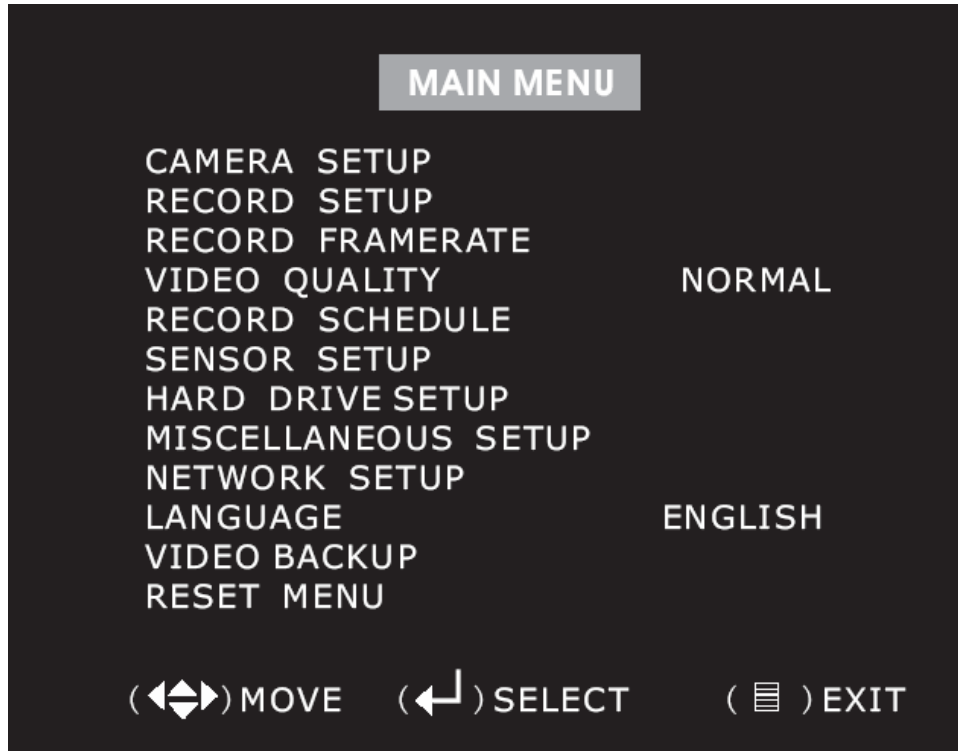 MAIN MENU
CAMERA SETUP
RECORD SETUP
RECORD FRAMERATE
VIDEO QUALITY NORMAL
RECORD SCHEDULE
SENSOR SETUP
HARD DRIVE SETUP
MISCELLANEOUS SETUP
NETWORK SETUP
LANGUAGE ENGLISH
VIDEO BACKUP
RESET MENU
( ) MOVE ( ) SELECT ( ) EXIT